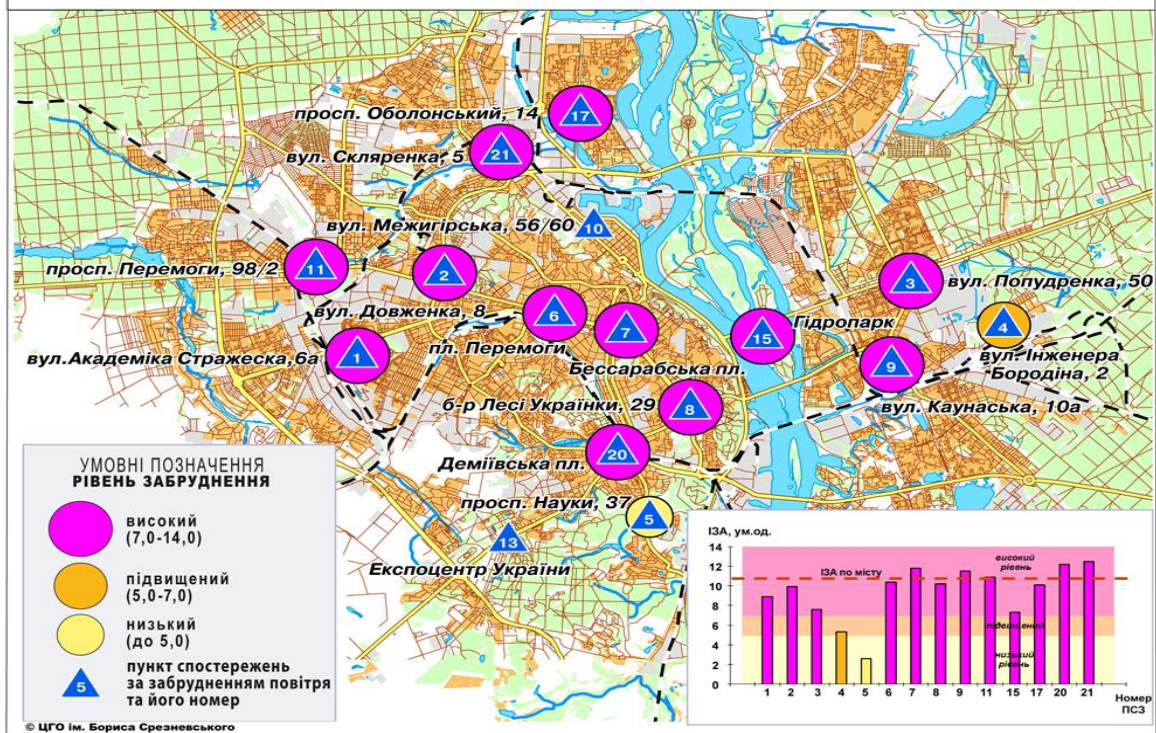 просп. Оболонський, 14
17
вул. Скляренка, 5
21
вул. Межигірська, 56/60
10
просп. Перемоги, 98/2
11
2
3
вул. Попудренка, 50
вул. Довженка, 8
6
7
15
Гідропарк
4
вул.Академіка Стражеска,6а
1
пл. Перемоги
Бессарабська пл.
9
вул. Інженера
Бородіна, 2
б-р Лесі Українки, 29
8
вул. Каунаська, 10а
Деміївська пл.
20
просп. Науки, 37
5
13
Експоцентр України
УМОВНІ ПОЗНАЧЕННЯ
РІВЕНЬ ЗАБРУДНЕННЯ
високий
(7,0-14,0)
підвищений
(5,0-7,0)
низький
(до 5,0)
5
пункт спостережень
за забрудненням повітря
та його номер
ІЗА, ум.од.
14
12
10
8
6
4
2
0
ІЗА по місту
високий
рівень
підвищений
низький
рівень
1 2 3 4 5 6 7 8 9 11 15 17 20 21
Номер
ПСЗ
© ЦГО ім. Бориса Срезневського